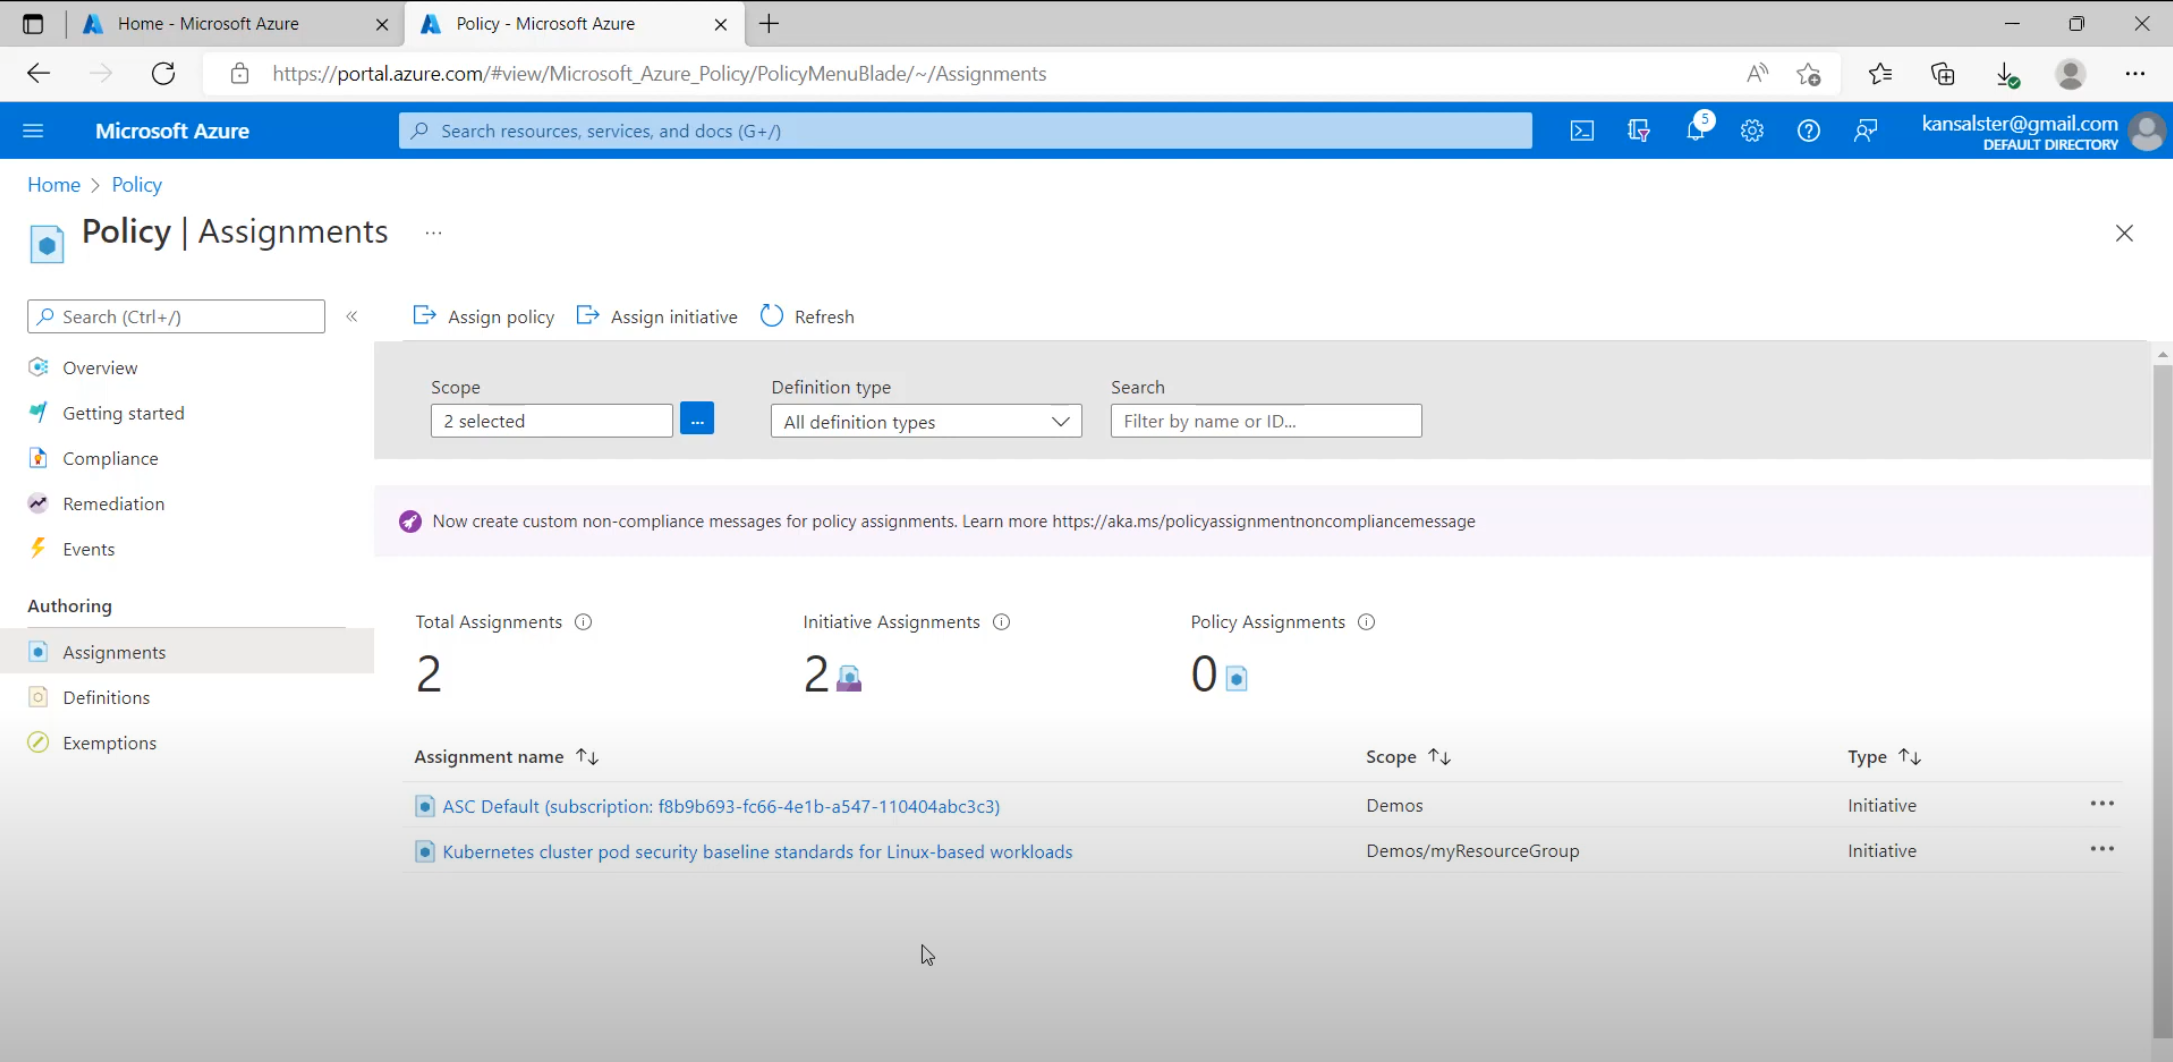 Home - Microsoft Azure
Policy - Microsoft Azure
https://portal.azure.com/#view/Microsoft_Azure_Policy/PolicyMenuBlade/~/Assignments
Microsoft Azure
Search resources, services, and docs (G+/)
5
kansalster@gmail.com
DEFAULT DIRECTORY
Home > Policy
Policy | Assignments ...
Search (Ctrl+/)
«
Assign policy
Assign initiative
Refresh
Overview
Getting started
Compliance
Remediation
Events
Authoring
Assignments
Definitions
Exemptions
Scope
Definition type
Search
2 selected
...
All definition types
Filter by name or ID...
Now create custom non-compliance messages for policy assignments. Learn more https://aka.ms/policyassignmentnoncompliancemessage
Total Assignments
Initiative Assignments
Policy Assignments
2
2
0
Assignment name ↑↓
Scope ↑↓
Type ↑↓
ASC Default (subscription: f8b9b693-fc66-4e1b-a547-110404abc3c3)
Demos
Initiative
Kubernetes cluster pod security baseline standards for Linux-based workloads
Demos/myResourceGroup
Initiative